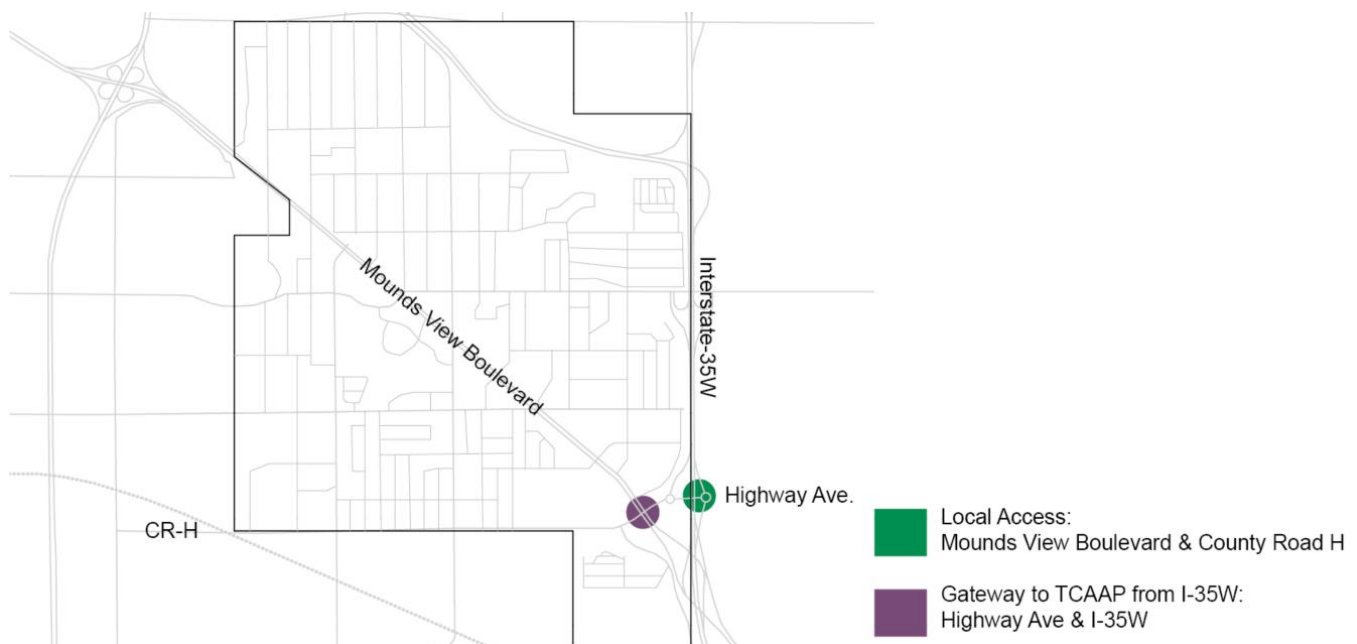 Mounds View Boulevard
Interstate-35W
Highway Ave.
CR-H
Local Access:
Mounds View Boulevard & County Road H
Gateway to TCAAP from I-35W:
Highway Ave & I-35W